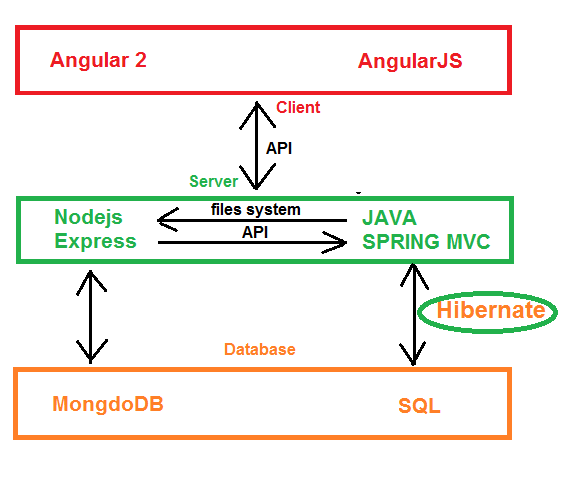 Angular 2
AngularJS
Client
API
Server
Nodejs
Express
files system
API
JAVA
SPRING MVC
Hibernate
Database
MongdoDB
SQL